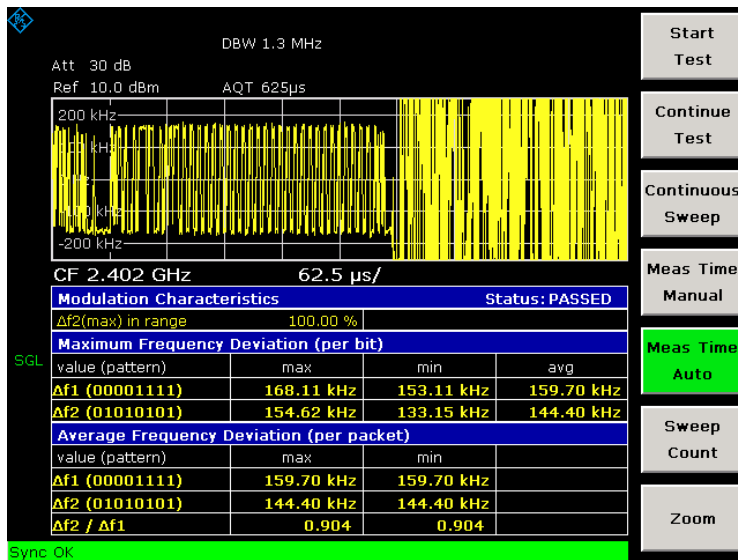 DBW 1.3 MHz
Att 30 dB
Ref 10.0 dBm AQT 625µs
200 kHz
kHz
-100 kHz
-200 kHz
CF 2.402 GHz 62.5 µs/
Modulation Characteristics Status: PASSED
Δf2(max) in range 100.00 %
Maximum Frequency Deviation (per bit)
value (pattern) max min avg
Δf1 (00001111) 168.11 kHz 153.11 kHz 159.70 kHz
Δf2 (01010101) 154.62 kHz 133.15 kHz 144.40 kHz
Average Frequency Deviation (per packet)
value (pattern) max min
Δf1 (00001111) 159.70 kHz 159.70 kHz
Δf2 (01010101) 144.40 kHz 144.40 kHz
Δf2 / Δf1 0.904 0.904
SGL
Sync OK
Start
Test
Continue
Test
Continuous
Sweep
Meas Time
Manual
Meas Time
Auto
Sweep
Count
Zoom